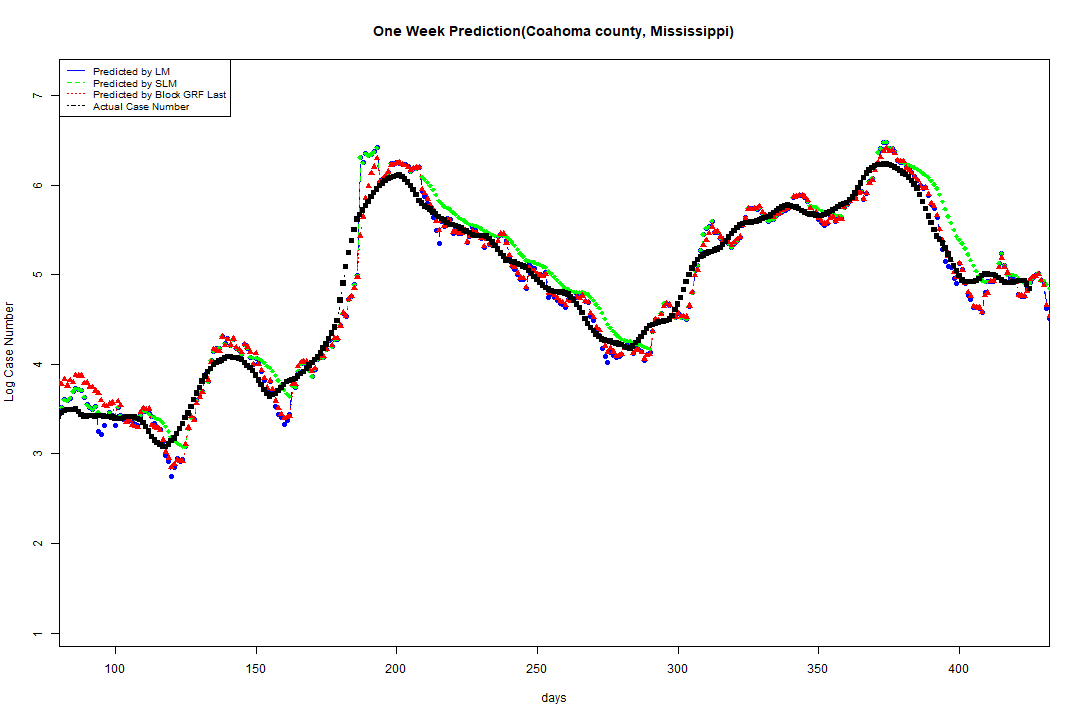 One Week Prediction(Coahoma county, Mississippi)
Predicted by LM
Predicted by SLM
Predicted by Block GRF Last
Actual Case Number
7
6
5
4
3
2
1
Log Case Number
100 150 200 250 300 350 400
days